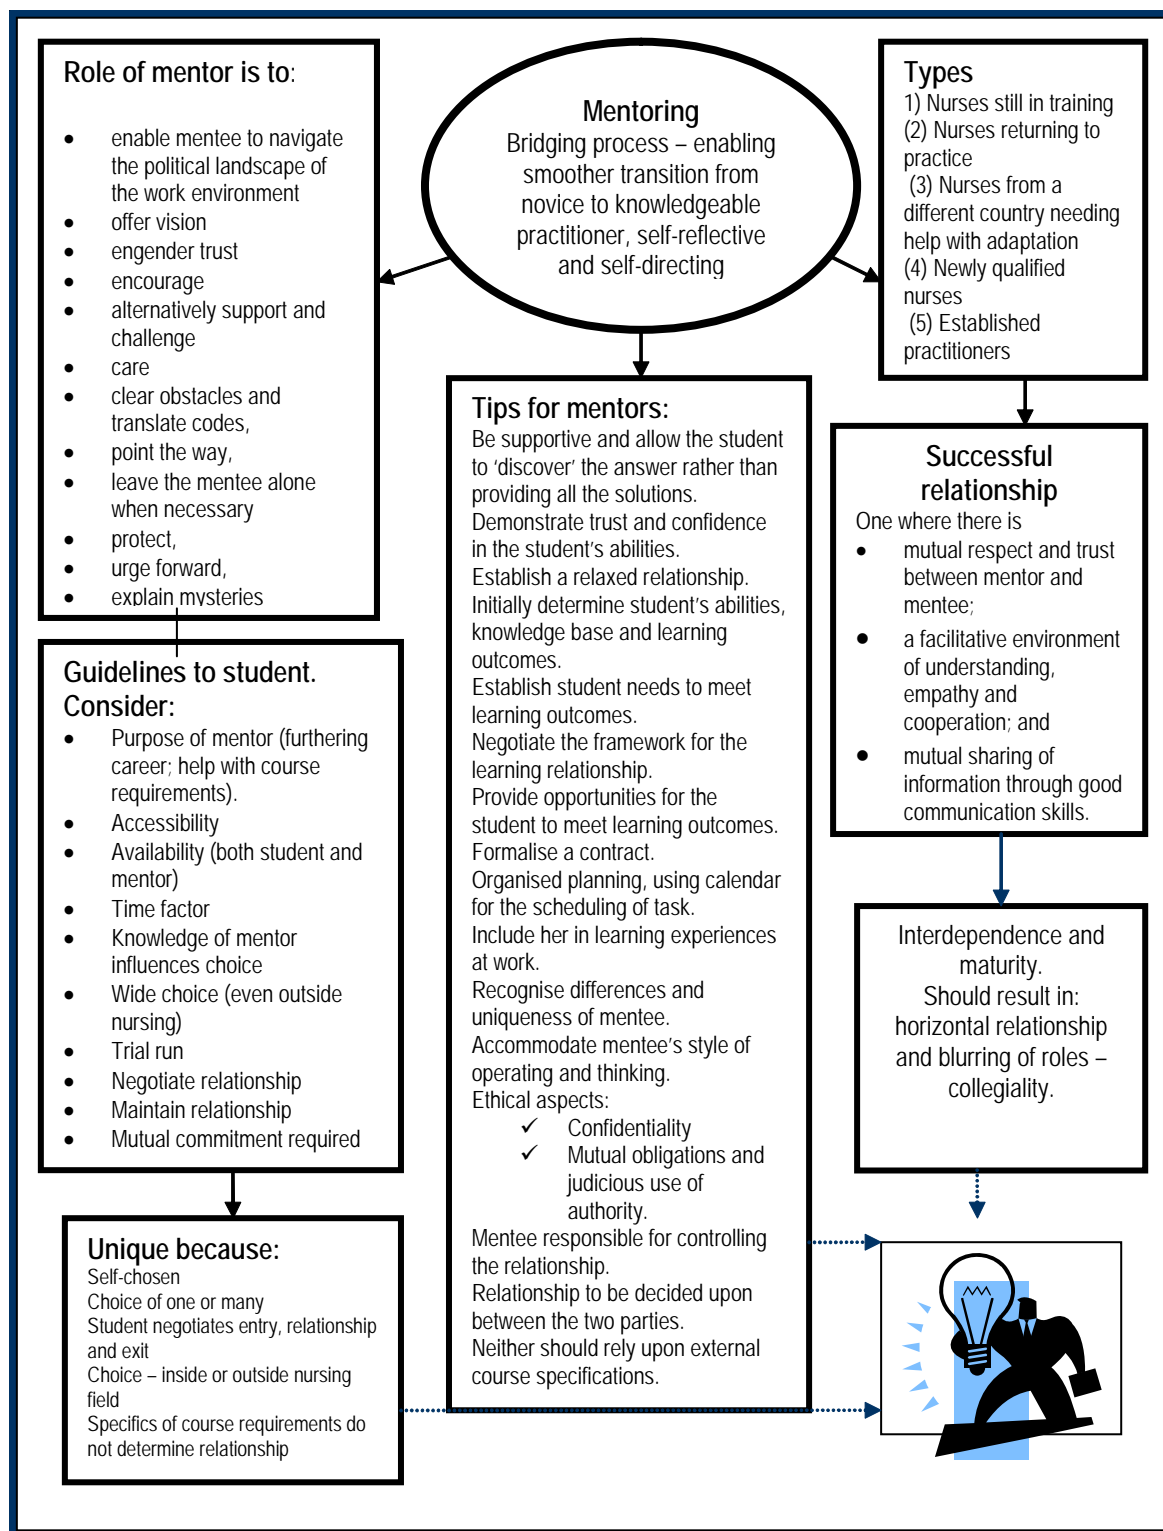 Mentoring
Bridging process – enabling
smoother transition from
novice to knowledgeable
practitioner, self-reflective
and self-directing
Role of mentor is to:
• enable mentee to navigate
the political landscape of
the work environment
• offer vision
• engender trust
• encourage
• alternatively support and
challenge
• care
• clear obstacles and
translate codes,
• point the way,
• leave the mentee alone
when necessary
• protect,
• urge forward,
• explain mysteries
Guidelines to student.
Consider:
• Purpose of mentor (furthering
career; help with course
requirements).
• Accessibility
• Availability (both student and
mentor)
• Time factor
• Knowledge of mentor
influences choice
• Wide choice (even outside
nursing)
• Trial run
• Negotiate relationship
• Maintain relationship
• Mutual commitment required
Unique because:
Self-chosen
Choice of one or many
Student negotiates entry, relationship
and exit
Choice – inside or outside nursing
field
Specifics of course requirements do
not determine relationship
Tips for mentors:
Be supportive and allow the student
to ‘discover’ the answer rather than
providing all the solutions.
Demonstrate trust and confidence
in the student’s abilities.
Establish a relaxed relationship.
Initially determine student’s abilities,
knowledge base and learning
outcomes.
Establish student needs to meet
learning outcomes.
Negotiate the framework for the
learning relationship.
Provide opportunities for the
student to meet learning outcomes.
Formalise a contract.
Organised planning, using calendar
for the scheduling of task.
Include her in learning experiences
at work.
Recognise differences and
uniqueness of mentee.
Accommodate mentee’s style of
operating and thinking.
Ethical aspects:
✓ Confidentiality
✓ Mutual obligations and
judicious use of
authority.
Mentee responsible for controlling
the relationship.
Relationship to be decided upon
between the two parties.
Neither should rely upon external
course specifications.
Types
1) Nurses still in training
(2) Nurses returning to
practice
(3) Nurses from a
different country needing
help with adaptation
(4) Newly qualified
nurses
(5) Established
practitioners
Successful
relationship
One where there is
• mutual respect and trust
between mentor and
mentee;
• a facilitative environment
of understanding,
empathy and
cooperation; and
• mutual sharing of
information through good
communication skills.
Interdependence and
maturity.
Should result in:
horizontal relationship
and blurring of roles –
collegiality.